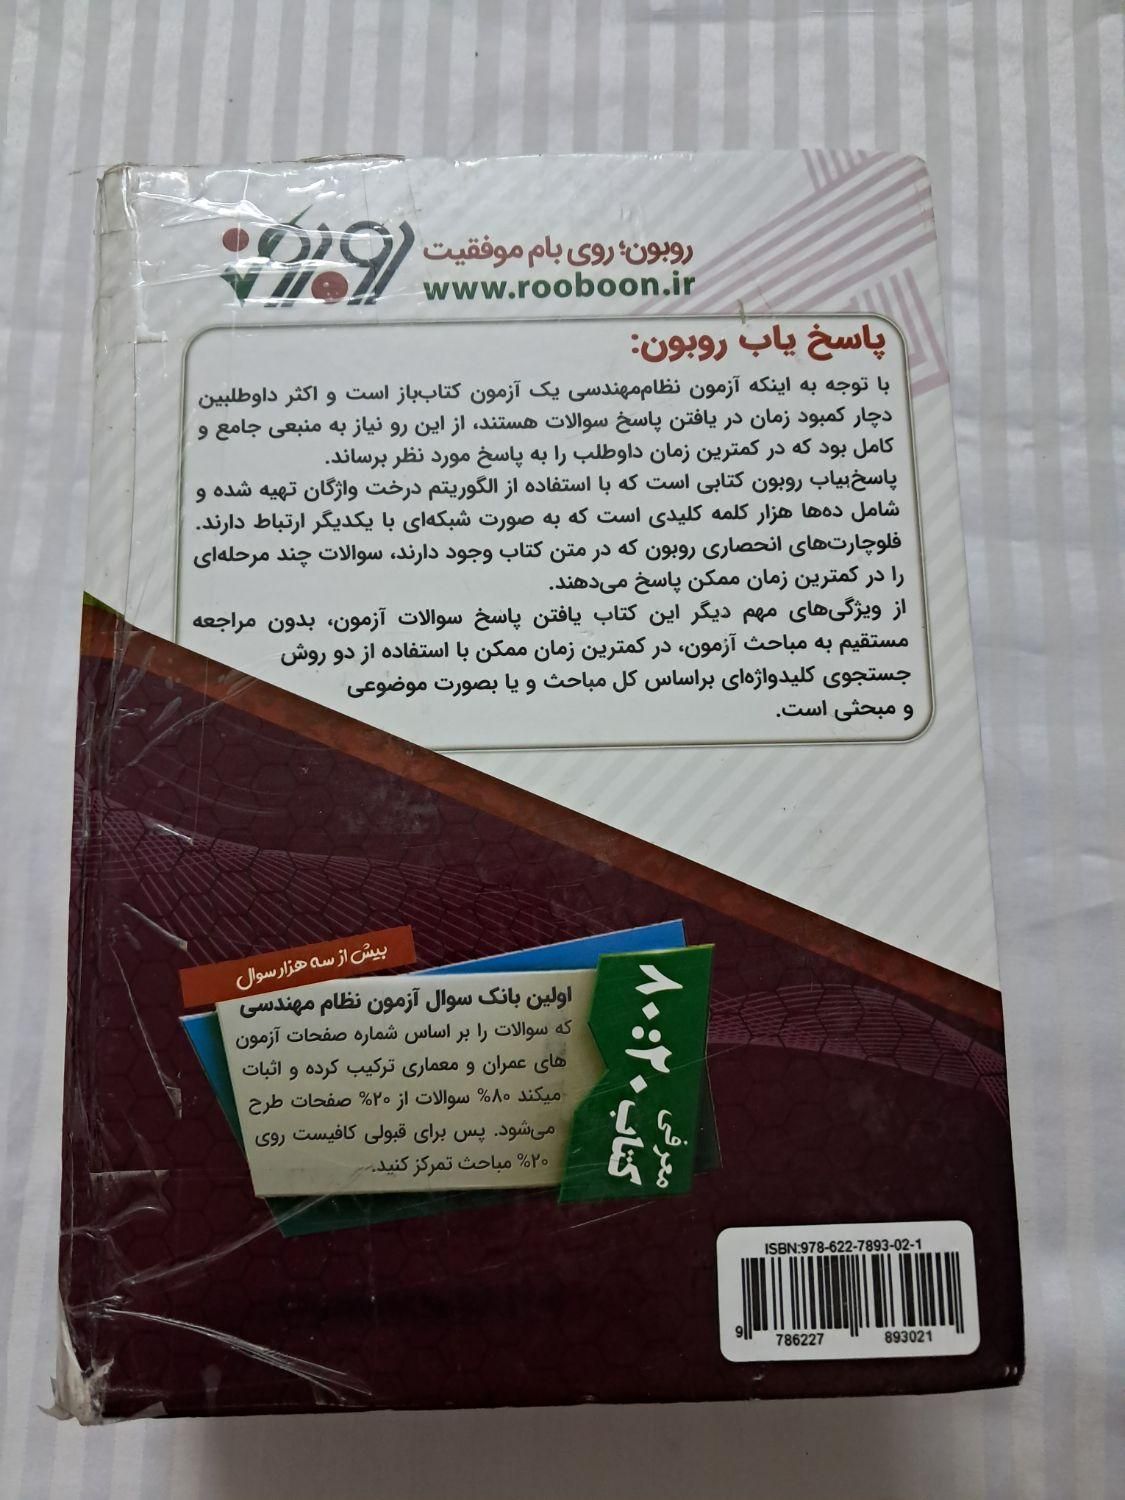 روبون
روبون؛ روی بام موفقیت
www.rooboon.ir
پاسخ یاب روبون:
با توجه به اینکه آزمون نظام‌مهندسی یک آزمون کتاب‌باز است و اکثر داوطلبین
دچار کمبود زمان در یافتن پاسخ سوالات هستند، از این رو نیاز به منبعی جامع و
کامل بود که در کمترین زمان داوطلب را به پاسخ مورد نظر برساند.
پاسخ‌یاب روبون کتابی است که با استفاده از الگوریتم درخت واژگان تهیه شده و
شامل ده‌ها هزار کلمه کلیدی است که به صورت شبکه‌ای با یکدیگر ارتباط دارند.
فلوچارت‌های انحصاری روبون که در متن کتاب وجود دارند، سوالات چند مرحله‌ای
را در کمترین زمان ممکن پاسخ می‌دهند.
از ویژگی‌های مهم دیگر این کتاب یافتن پاسخ سوالات آزمون، بدون مراجعه
مستقیم به مباحث آزمون، در کمترین زمان ممکن با استفاده از دو روش
جستجوی کلیدواژه‌ای براساس کل مباحث و یا بصورت موضوعی
و مبحثی است.
بیش از سه هزار سوال
اولین بانک سوال آزمون نظام مهندسی
که سوالات را بر اساس شماره صفحات آزمون
های عمران و معماری ترکیب کرده و اثبات
میکند ۸۰% سوالات از ۲۰% صفحات طرح
می‌شود. پس برای قبولی کافیست روی
۲۰% مباحث تمرکز کنید.
معرفی
کتاب ۸۰:۲۰
ISBN:978-622-7893-02-1
9 786227 893021